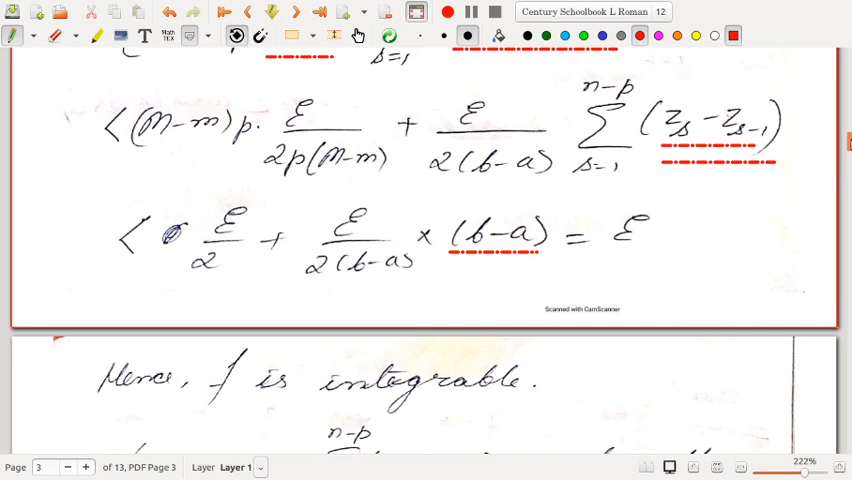 Century Schoolbook L Roman 12
s=1
n-p
< (M-m)p. ε/2p(M-m) + ε/2(b-a) ∑ (z_s - z_s-1)
s=1
< ε/2 + ε/2(b-a) × (b-a) = ε
Scanned with CamScanner
Hence, f is integrable.
n-p
Page 3 of 13, PDF Page 3 Layer Layer 1 222%